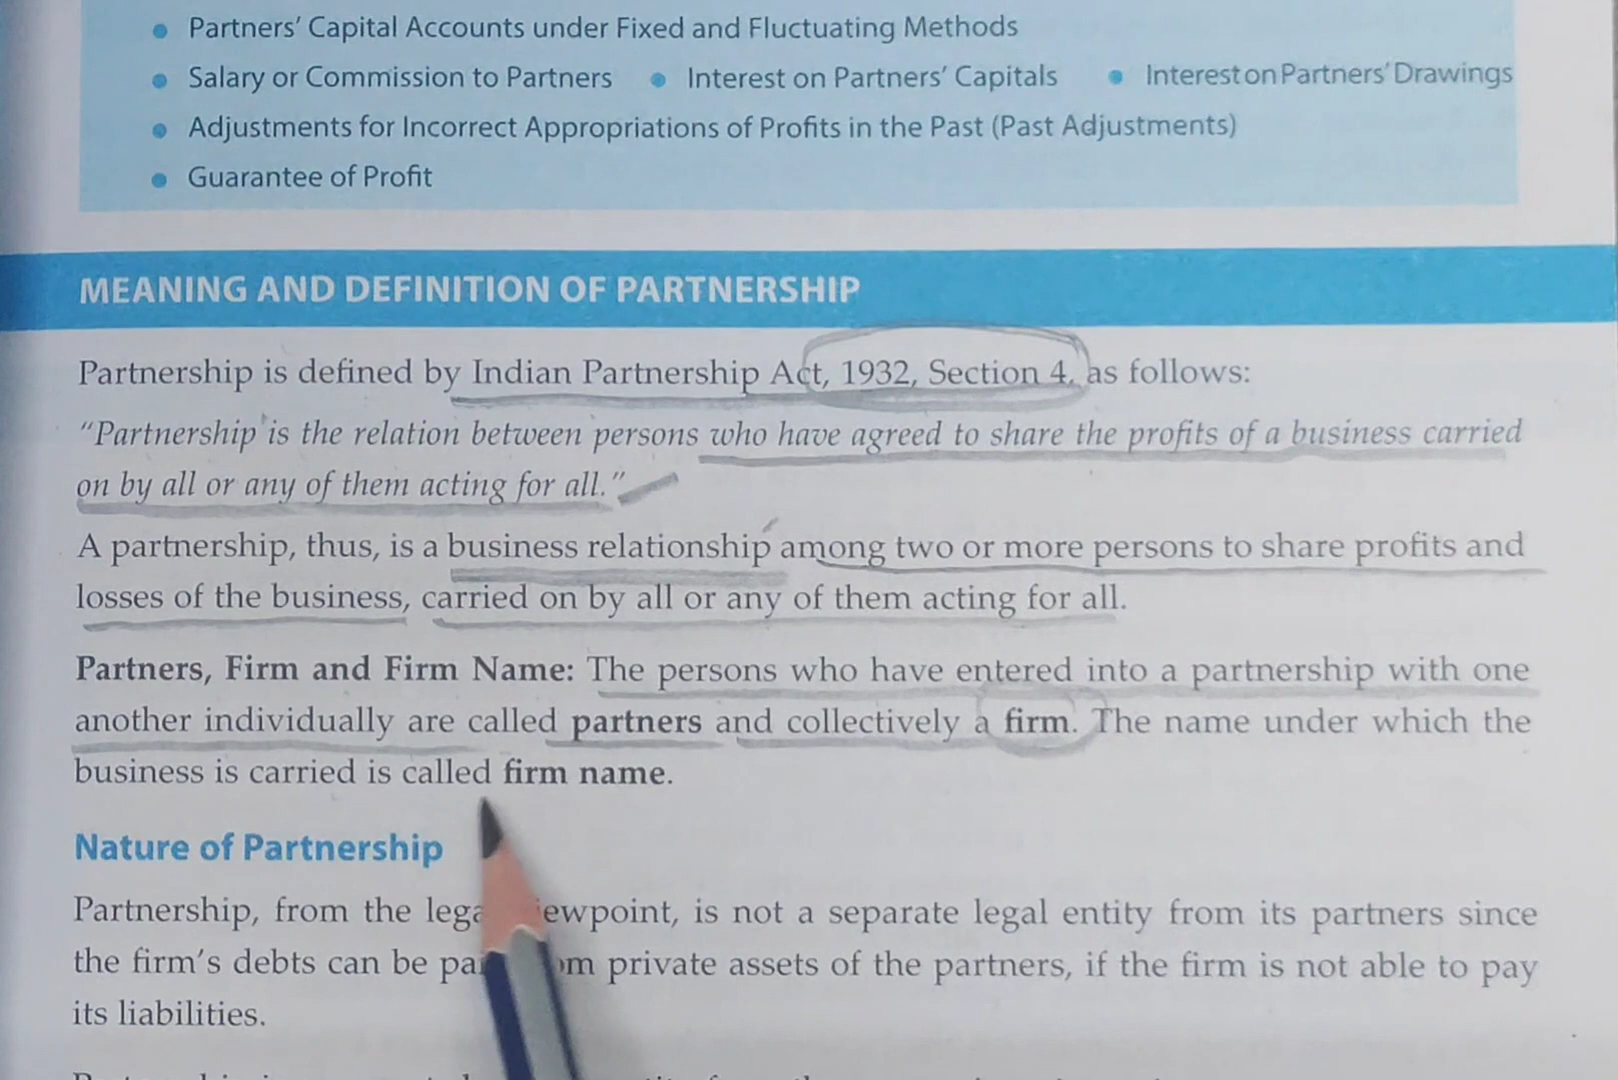 • Partners’ Capital Accounts under Fixed and Fluctuating Methods
• Salary or Commission to Partners • Interest on Partners’ Capitals • Interest on Partners’ Drawings
• Adjustments for Incorrect Appropriations of Profits in the Past (Past Adjustments)
• Guarantee of Profit
MEANING AND DEFINITION OF PARTNERSHIP
Partnership is defined by Indian Partnership Act, 1932, Section 4, as follows:
“Partnership is the relation between persons who have agreed to share the profits of a business carried
on by all or any of them acting for all.”
A partnership, thus, is a business relationship among two or more persons to share profits and
losses of the business, carried on by all or any of them acting for all.
Partners, Firm and Firm Name: The persons who have entered into a partnership with one
another individually are called partners and collectively a firm. The name under which the
business is carried is called firm name.
Nature of Partnership
Partnership, from the is not a separate legal entity from its partners since
the firm’s debts can be private assets of the partners, if the firm is not able to pay
its liabilities.